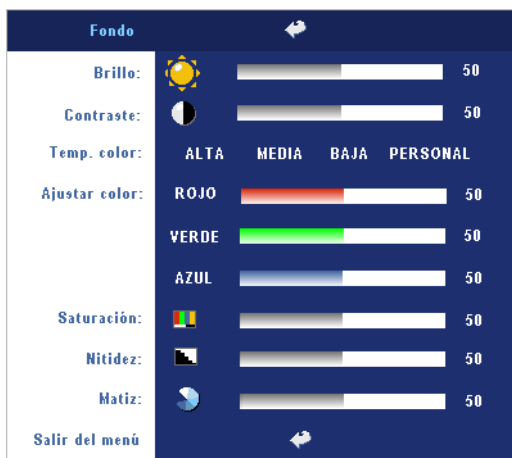 Fondo
Brillo: 50
Contraste: 50
Temp. color: ALTA MEDIA BAJA PERSONAL
Ajustar color: ROJO 50
VERDE 50
AZUL 50
Saturación: 50
Nitidez: 50
Matiz: 50
Salir del menú